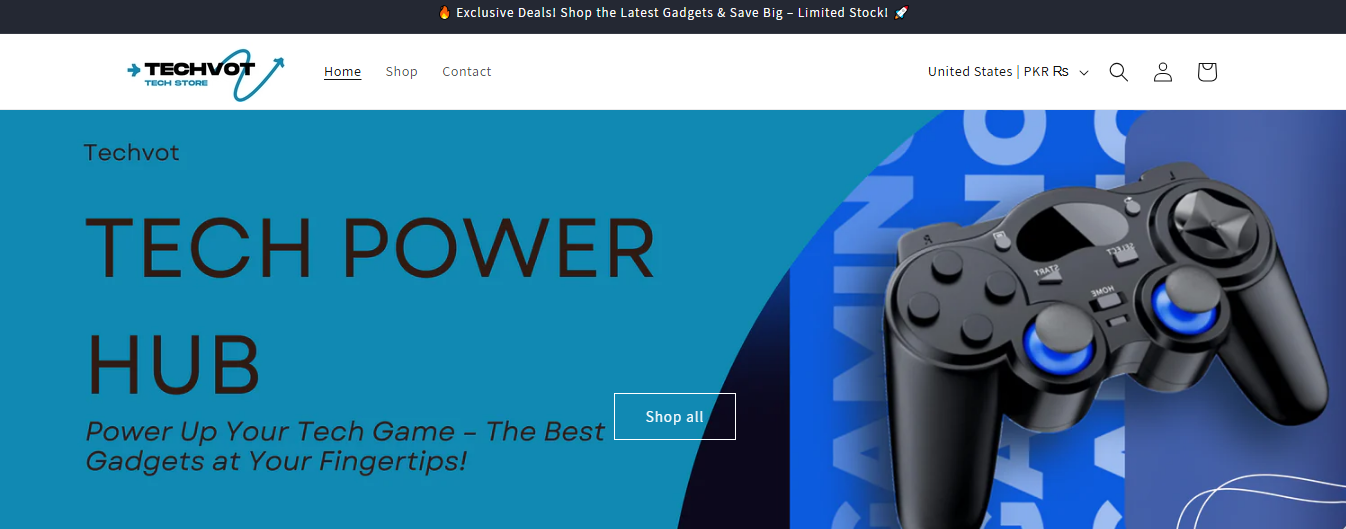 🔥 Exclusive Deals! Shop the Latest Gadgets & Save Big – Limited Stock! 🚀
TECHVOT
TECH STORE
Home Shop Contact
United States | PKR ₨
Techvot
TECH POWER
HUB
Power Up Your Tech Game – The Best
Gadgets at Your Fingertips!
Shop all
GAMING
R
L
SELECT
START
HOME